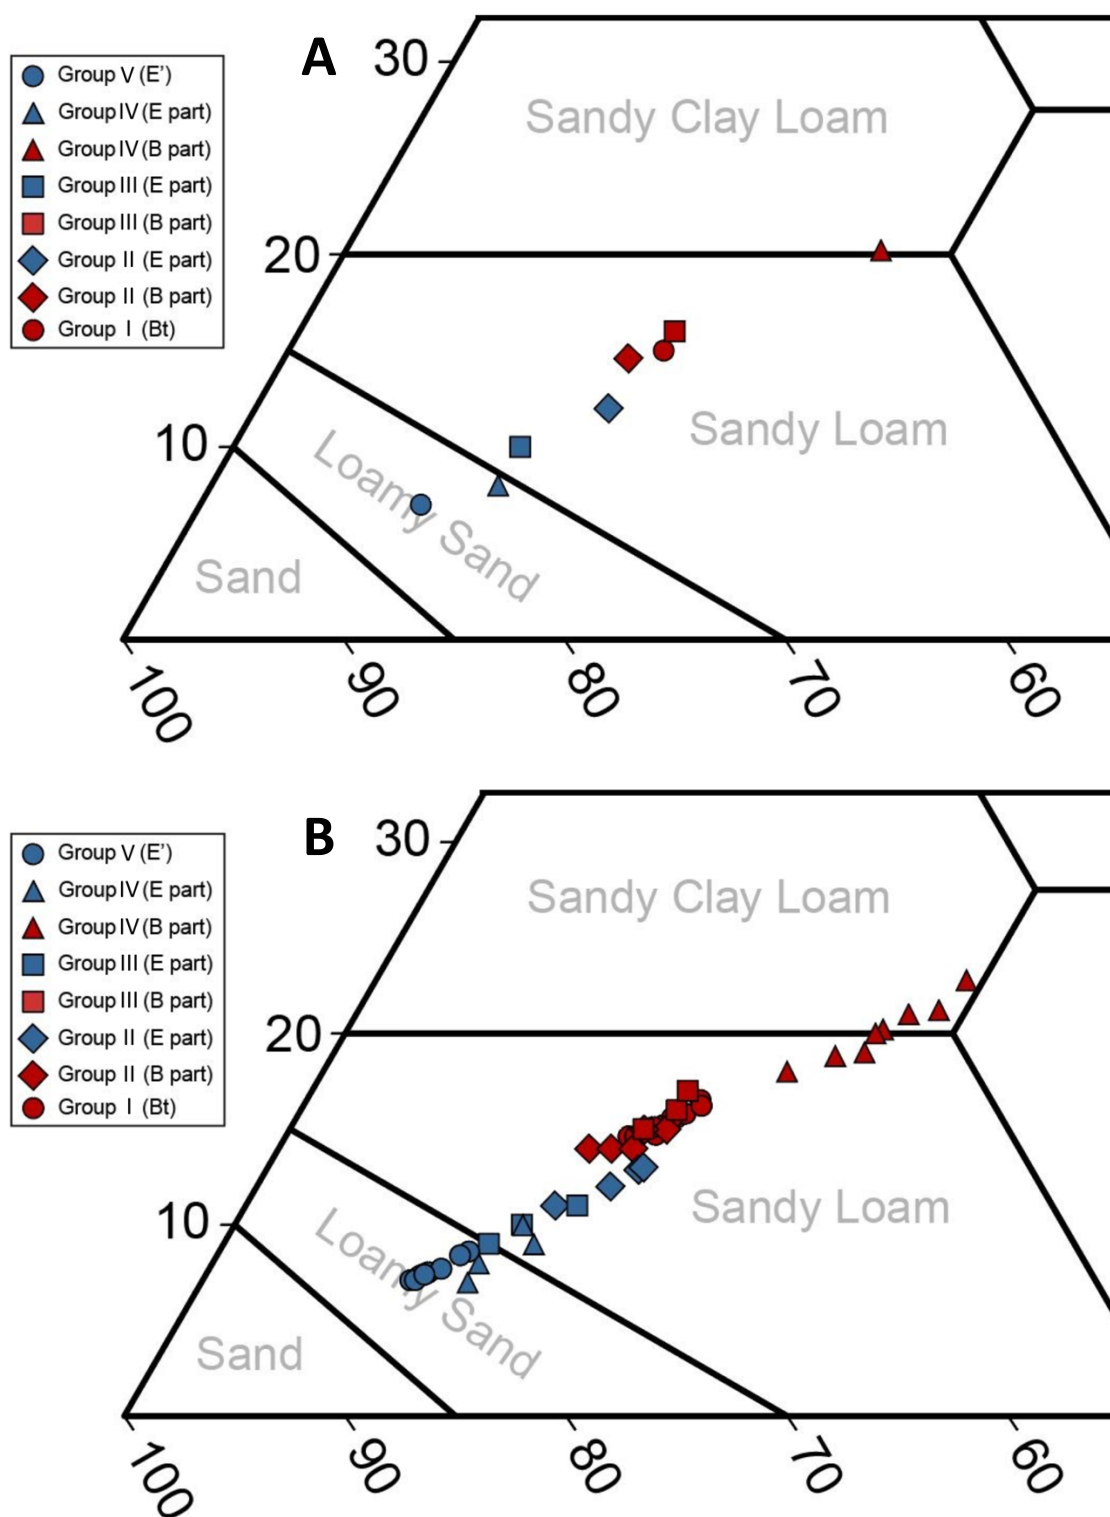 A
30
Group V (E')
Group IV (E part)
Group IV (B part)
Group III (E part)
Group III (B part)
Group II (E part)
Group II (B part)
Group I (Bt)
Sandy Clay Loam
20
10
Sandy Loam
Loamy Sand
Sand
100
90
80
70
60
B
30
Group V (E')
Group IV (E part)
Group IV (B part)
Group III (E part)
Group III (B part)
Group II (E part)
Group II (B part)
Group I (Bt)
Sandy Clay Loam
20
10
Sandy Loam
Loamy Sand
Sand
100
90
80
70
60